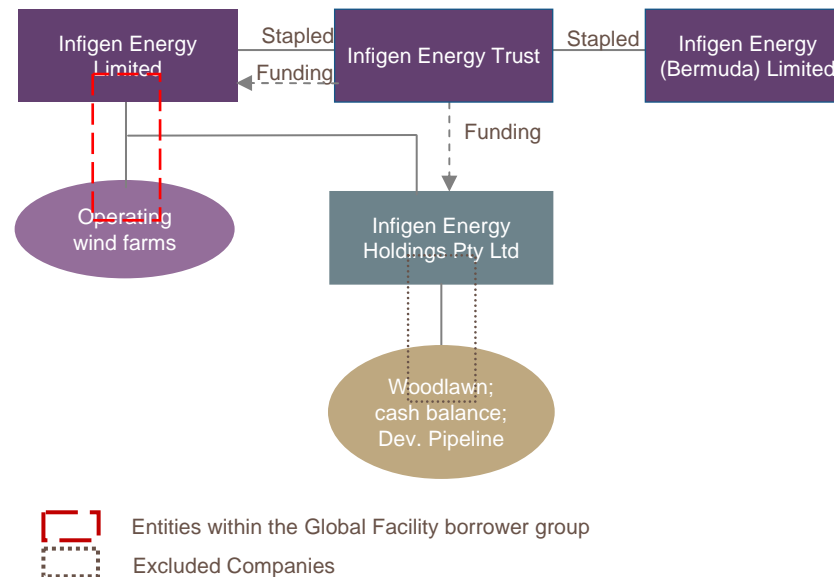 Infigen Energy
Limited
Stapled
Funding
Infigen Energy Trust
Stapled
Infigen Energy
(Bermuda) Limited
Funding
Operating
wind farms
Infigen Energy
Holdings Pty Ltd
Woodlawn;
cash balance;
Dev. Pipeline
Entities within the Global Facility borrower group
Excluded Companies